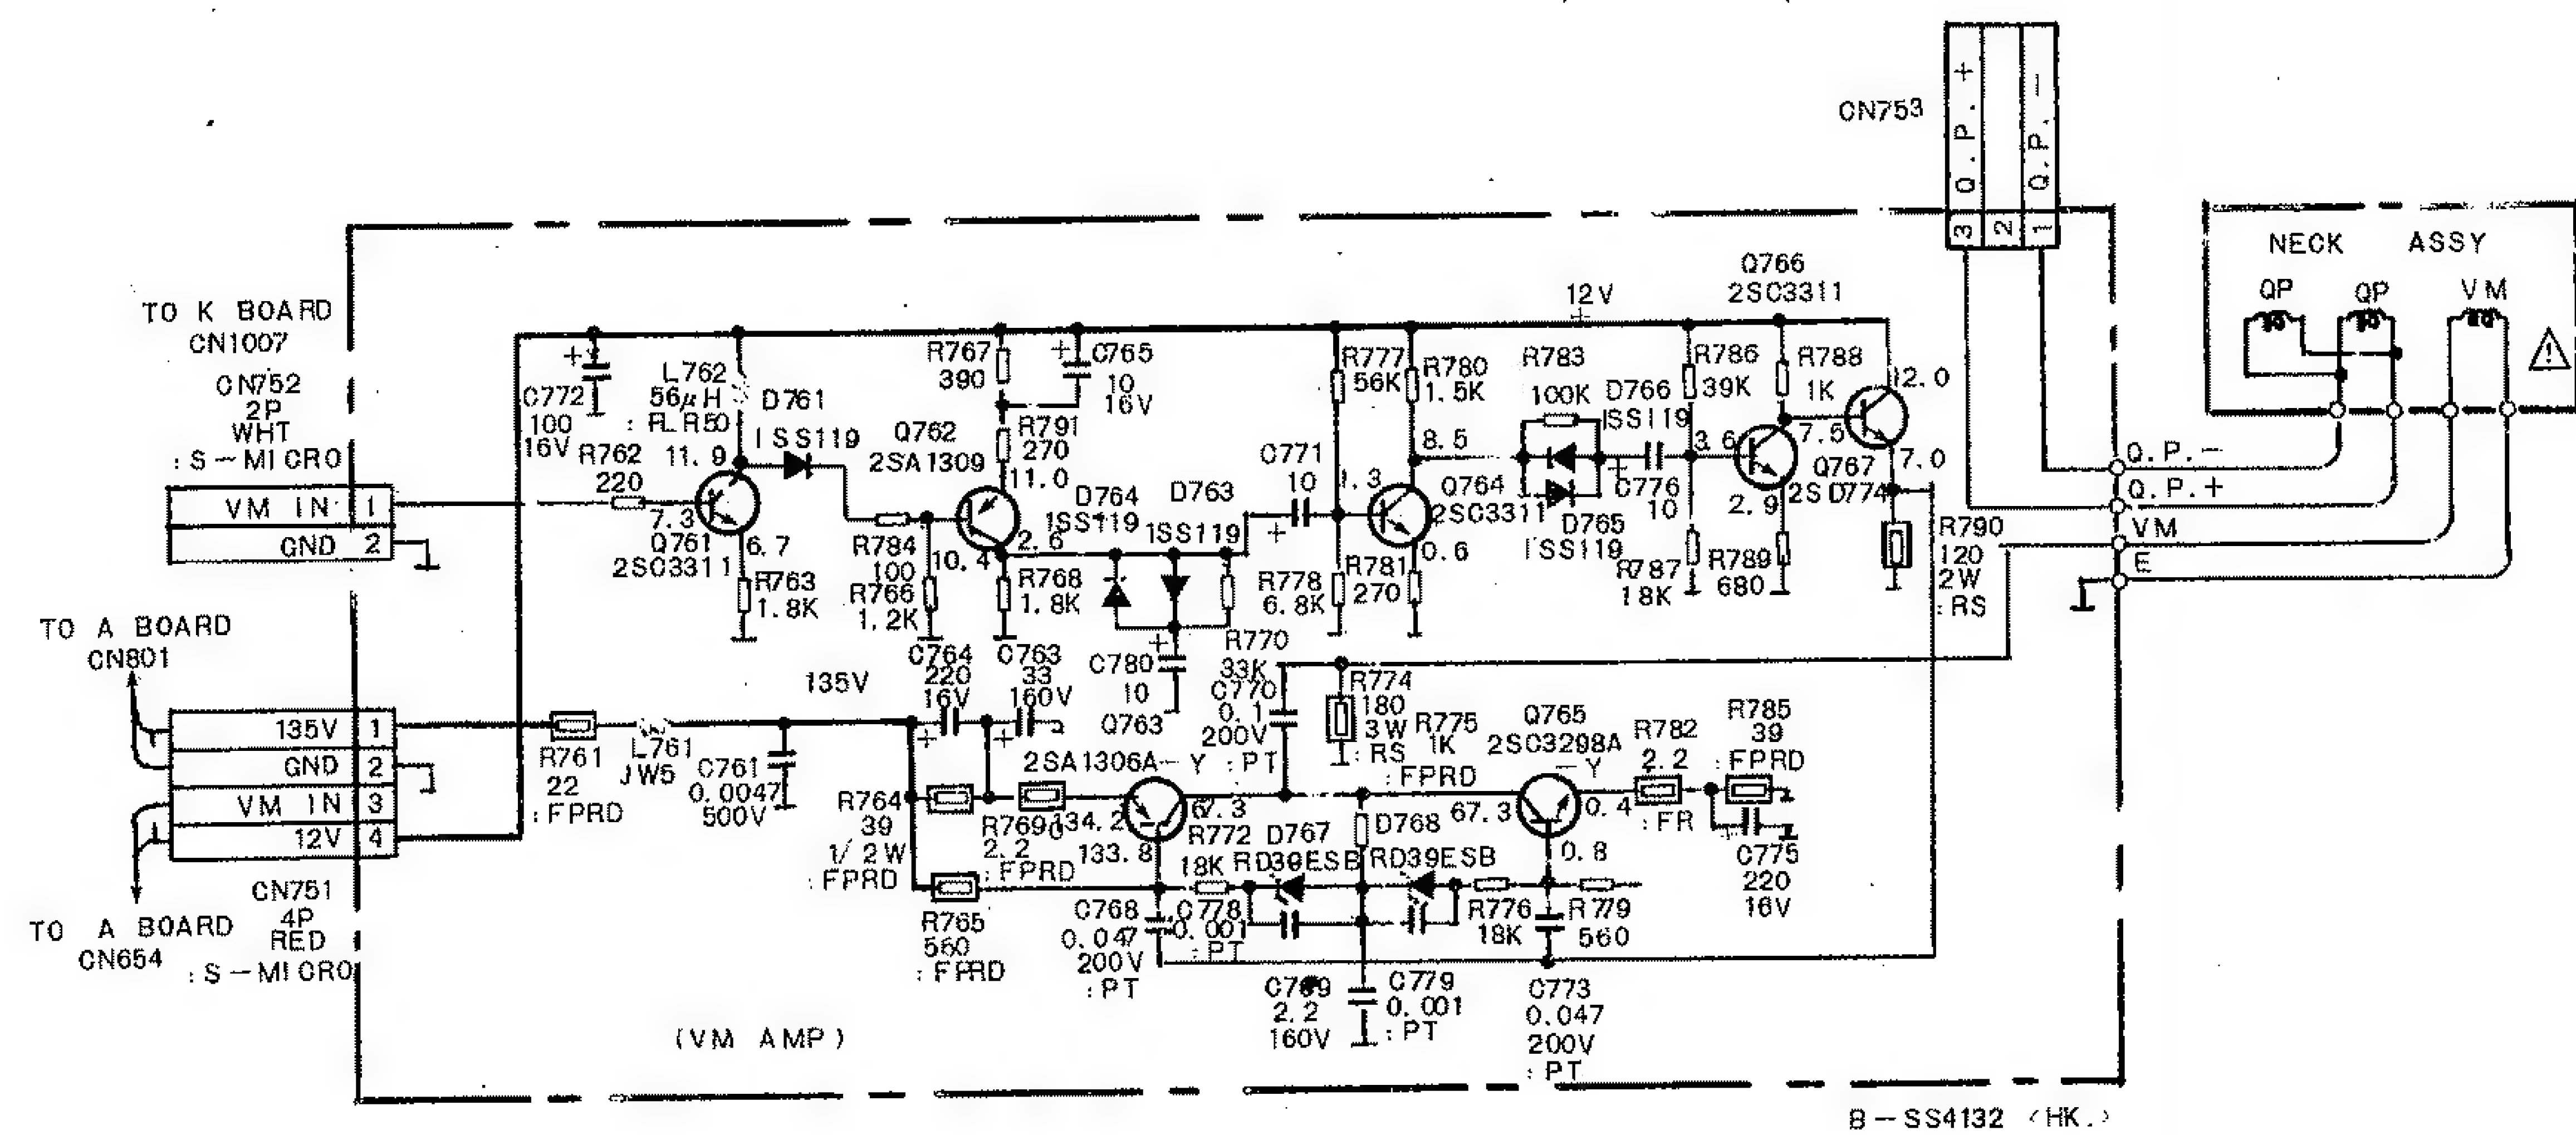 CN753
Q.P.+
Q.P.-
3
2
1
NECK ASSY
QP
QP
VM
TO K BOARD
CN1007
CN752
2P
WHT
:S-MICRO
VM IN 1
GND 2
TO A BOARD
CN801
135V 1
GND 2
VM IN 3
12V 4
TO A BOARD
CN654
CN751
4P
RED
:S-MICRO
C772
100
16V
L762
56μH
:FLR50
D761
1SS119
R762
220
11.9
7.3
Q761
2SC3311
6.7
R763
1.8K
Q762
2SA1309
R767
390
C765
10
16V
R791
270
11.0
R784
100
10.4
2.6
R766
1.2K
R768
1.8K
D764
1SS119
D763
1SS119
C780
10
R770
33K
C771
10
R777
56K
R780
1.5K
8.5
1.3
Q764
2SC3311
0.6
R778
6.8K
R781
270
12V
R783
100K
D766
1SS119
D765
1SS119
C776
10
R786
39K
R788
1K
Q766
2SC3311
12.0
3.6
7.5
Q767
2SD774
7.0
2.9
R787
18K
R789
680
R790
120
2W
:RS
Q.P.-
Q.P.+
VM
E
135V
R761
22
:FPRD
L761
JW5
C761
0.0047
500V
C764
220
16V
C763
33
160V
R764
39
1/2W
:FPRD
R769
2.2
:FPRD
134.2
133.8
R765
560
:FPRD
Q763
2SA1306A-Y
67.3
C770
0.1
200V
:PT
R774
180
3W
:RS
R775
1K
:FPRD
Q765
2SC3298A
-Y
67.3
0.4
0.8
R782
2.2
:FR
R785
39
:FPRD
C775
220
16V
R772
18K
D767
RD39ESB
D768
RD39ESB
C768
0.047
200V
:PT
C778
0.001
:PT
R776
18K
R779
560
C769
2.2
160V
C779
0.001
:PT
C773
0.047
200V
:PT
(VM AMP)
B-SS4132 <HK.>